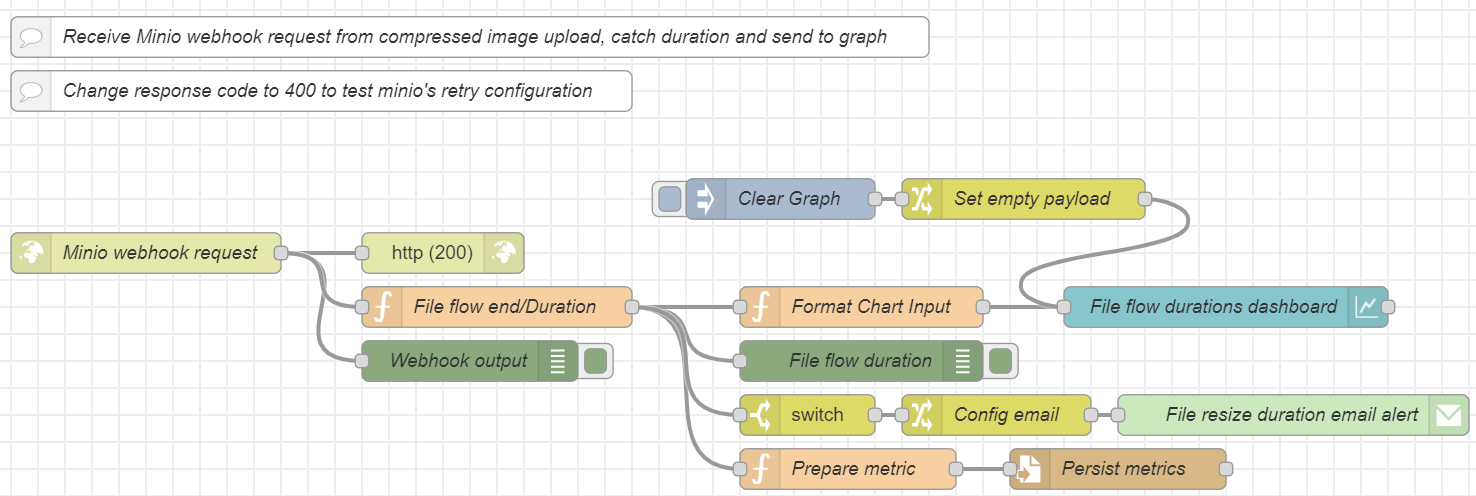 Receive Minio webhook request from compressed image upload, catch duration and send to graph
Change response code to 400 to test minio's retry configuration
Clear Graph
Set empty payload
Minio webhook request
http (200)
File flow end/Duration
Format Chart Input
File flow durations dashboard
Webhook output
File flow duration
switch
Config email
File resize duration email alert
Prepare metric
Persist metrics